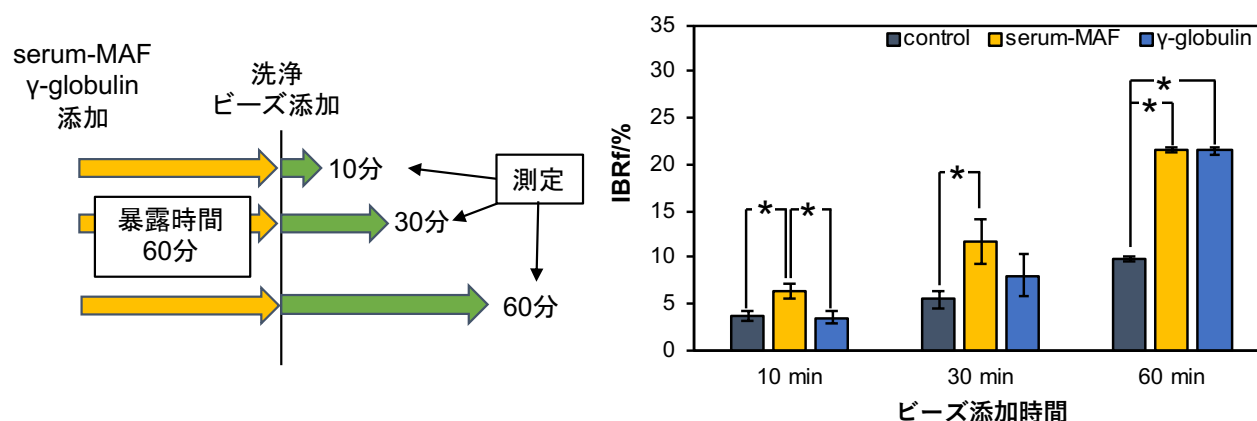 serum-MAF
γ-globulin
添加
洗浄
ビーズ添加
10分
30分
60分
暴露時間
60分
測定
IBRf/%
35
30
25
20
15
10
5
0
control serum-MAF γ-globulin
* *
*
*
*
10 min 30 min 60 min
ビーズ添加時間